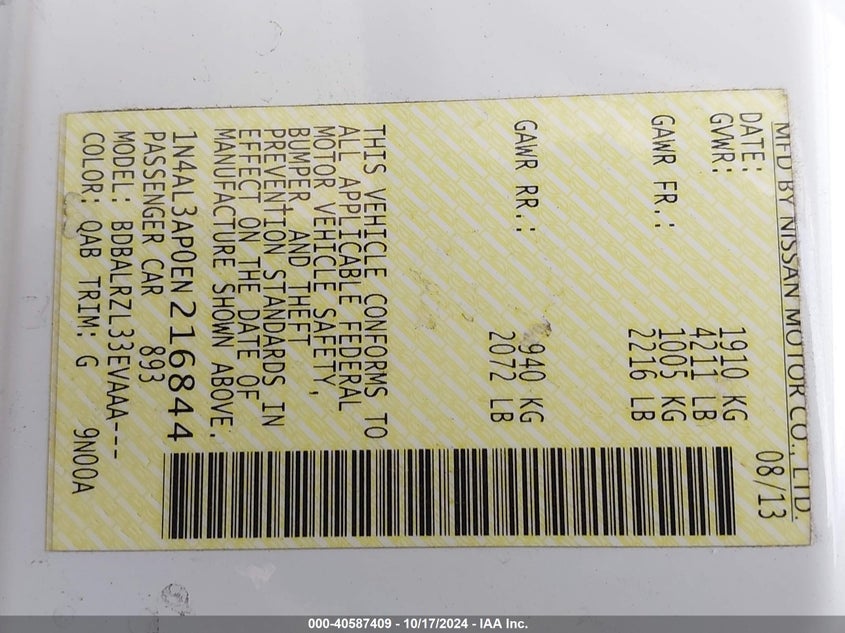 MFD BY NISSAN MOTOR CO., LTD.
DATE: 08/13
GVWR: 1910 KG
4211 LB
GAWR FR.: 1005 KG
2216 LB
GAWR RR.: 940 KG
2072 LB
THIS VEHICLE CONFORMS TO
ALL APPLICABLE FEDERAL
MOTOR VEHICLE SAFETY,
BUMPER, AND THEFT
PREVENTION STANDARDS IN
EFFECT ON THE DATE OF
MANUFACTURE SHOWN ABOVE.
1N4AL3AP0EN216844
PASSENGER CAR 893
MODEL: BDBALRZL33EVAAA---
COLOR: QAB TRIM: G 9N00A
000-40587409 - 10/17/2024 - IAA Inc.